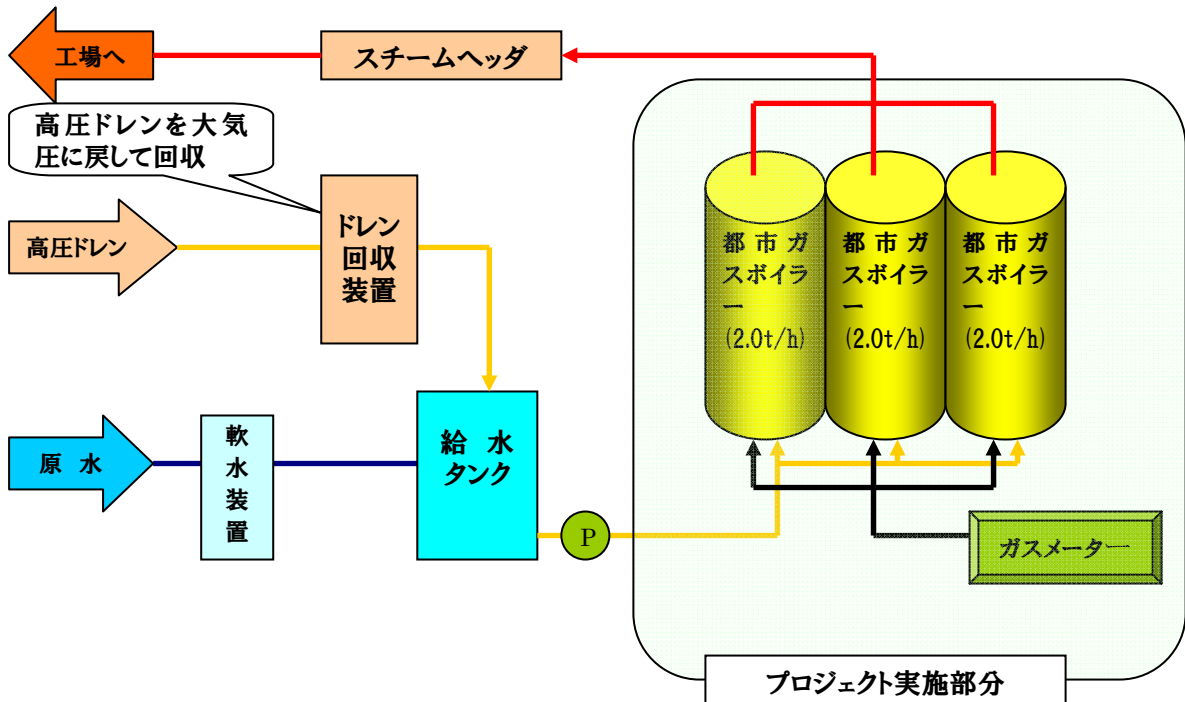 工場へ
スチームヘッダ
高圧ドレンを大気
圧に戻して回収
高圧ドレン
ドレン
回収
装置
都市ガ
スボイラ
ー
(2.0t/h)
都市ガ
スボイラ
ー
(2.0t/h)
都市ガ
スボイラ
ー
(2.0t/h)
原水
軟
水
装
置
給水
タンク
P
ガスメーター
プロジェクト実施部分